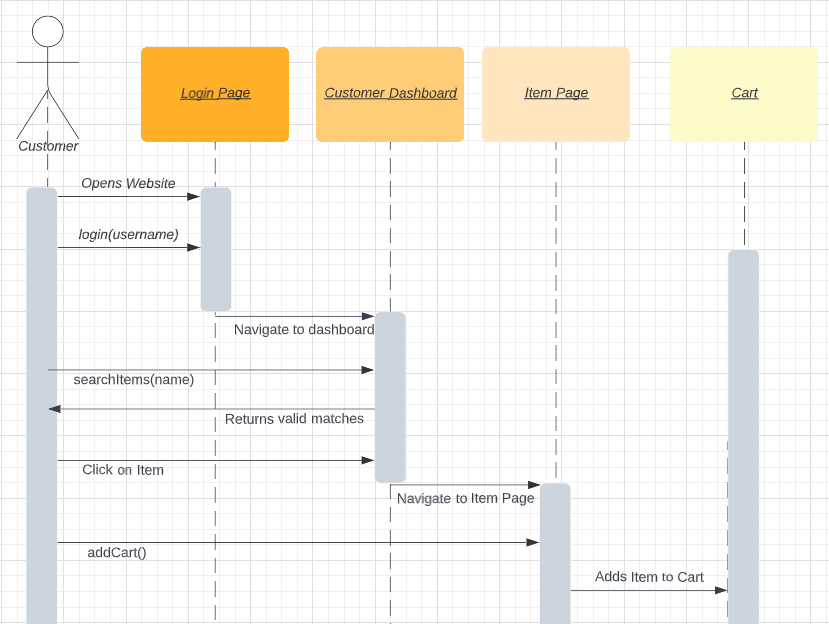 Login Page
Customer Dashboard
Item Page
Cart
Customer
Opens Website
login(username)
Navigate to dashboard
searchItems(name)
Returns valid matches
Click on Item
Navigate to Item Page
addCart()
Adds Item to Cart